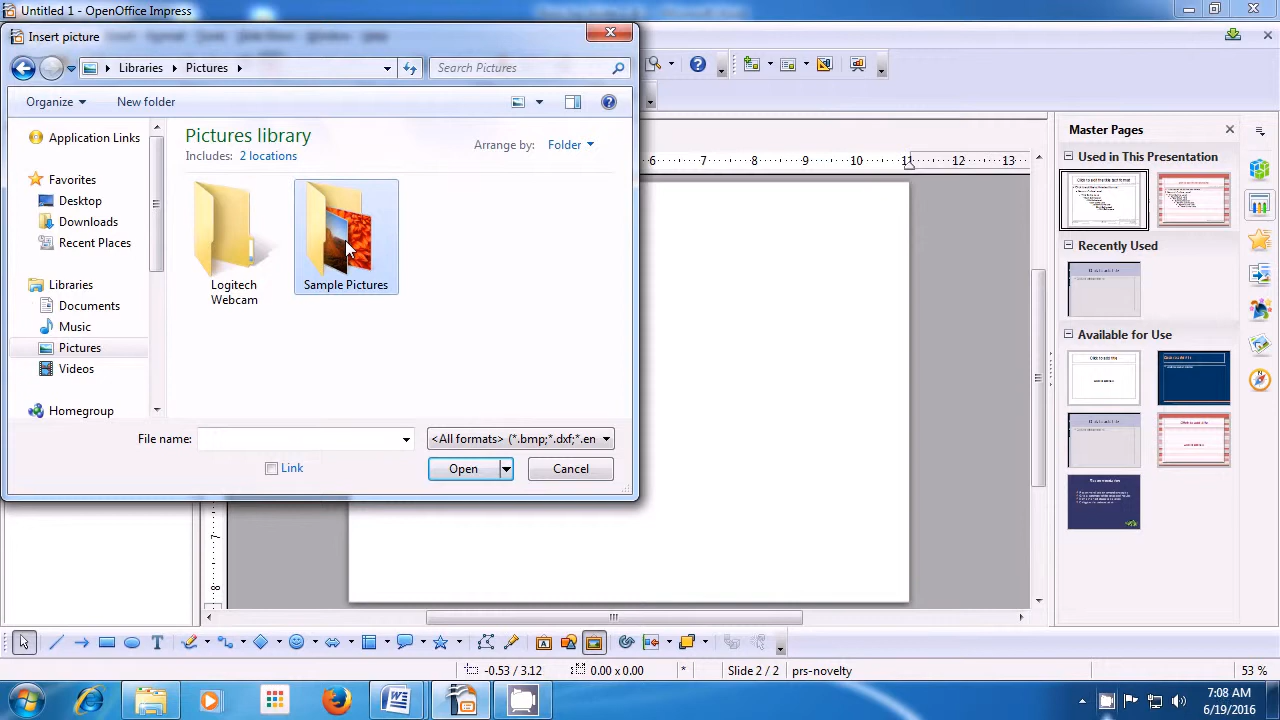 Untitled 1 - OpenOffice Impress
Insert picture
Libraries
Pictures
Search Pictures
Organize
New folder
Application Links
Favorites
Desktop
Downloads
Recent Places
Libraries
Documents
Music
Pictures
Videos
Homegroup
Pictures library
Includes: 2 locations
Arrange by: Folder
Logitech
Webcam
Sample Pictures
File name:
<All formats> (*.bmp;*.dxf;*.en
Link
Open
Cancel
6 7 8 9 10 11 12 13
7
8
Master Pages
Used in This Presentation
Recently Used
Available for Use
-0.53 / 3.12
0.00 x 0.00
*
Slide 2 / 2
prs-novelty
53 %
7:08 AM
6/19/2016